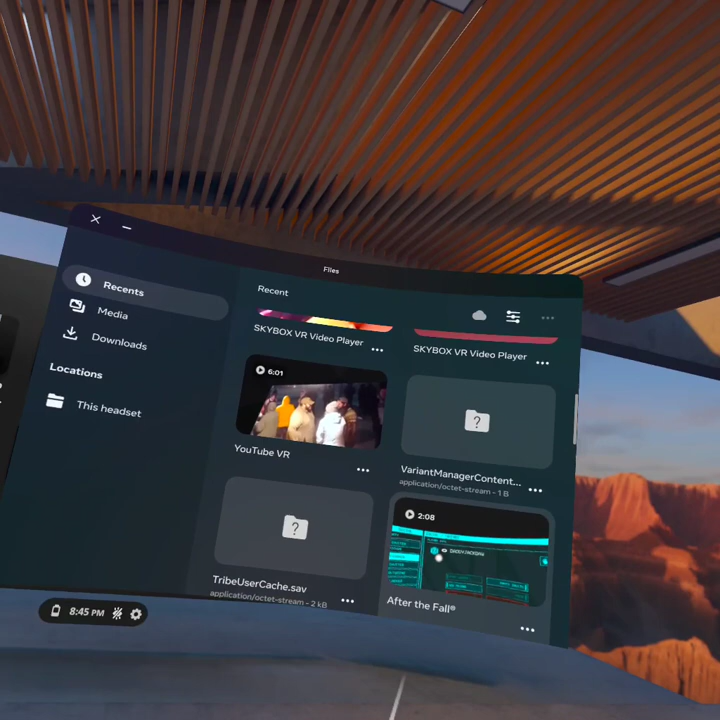 Files
Recents
Media
Downloads
Locations
This headset
Recent
SKYBOX VR Video Player
SKYBOX VR Video Player
6:01
YouTube VR
VariantManagerContent...
application/octet-stream - 1 B
TribeUserCache.sav
application/octet-stream - 2 kB
2:08
After the Fall®
8:45 PM